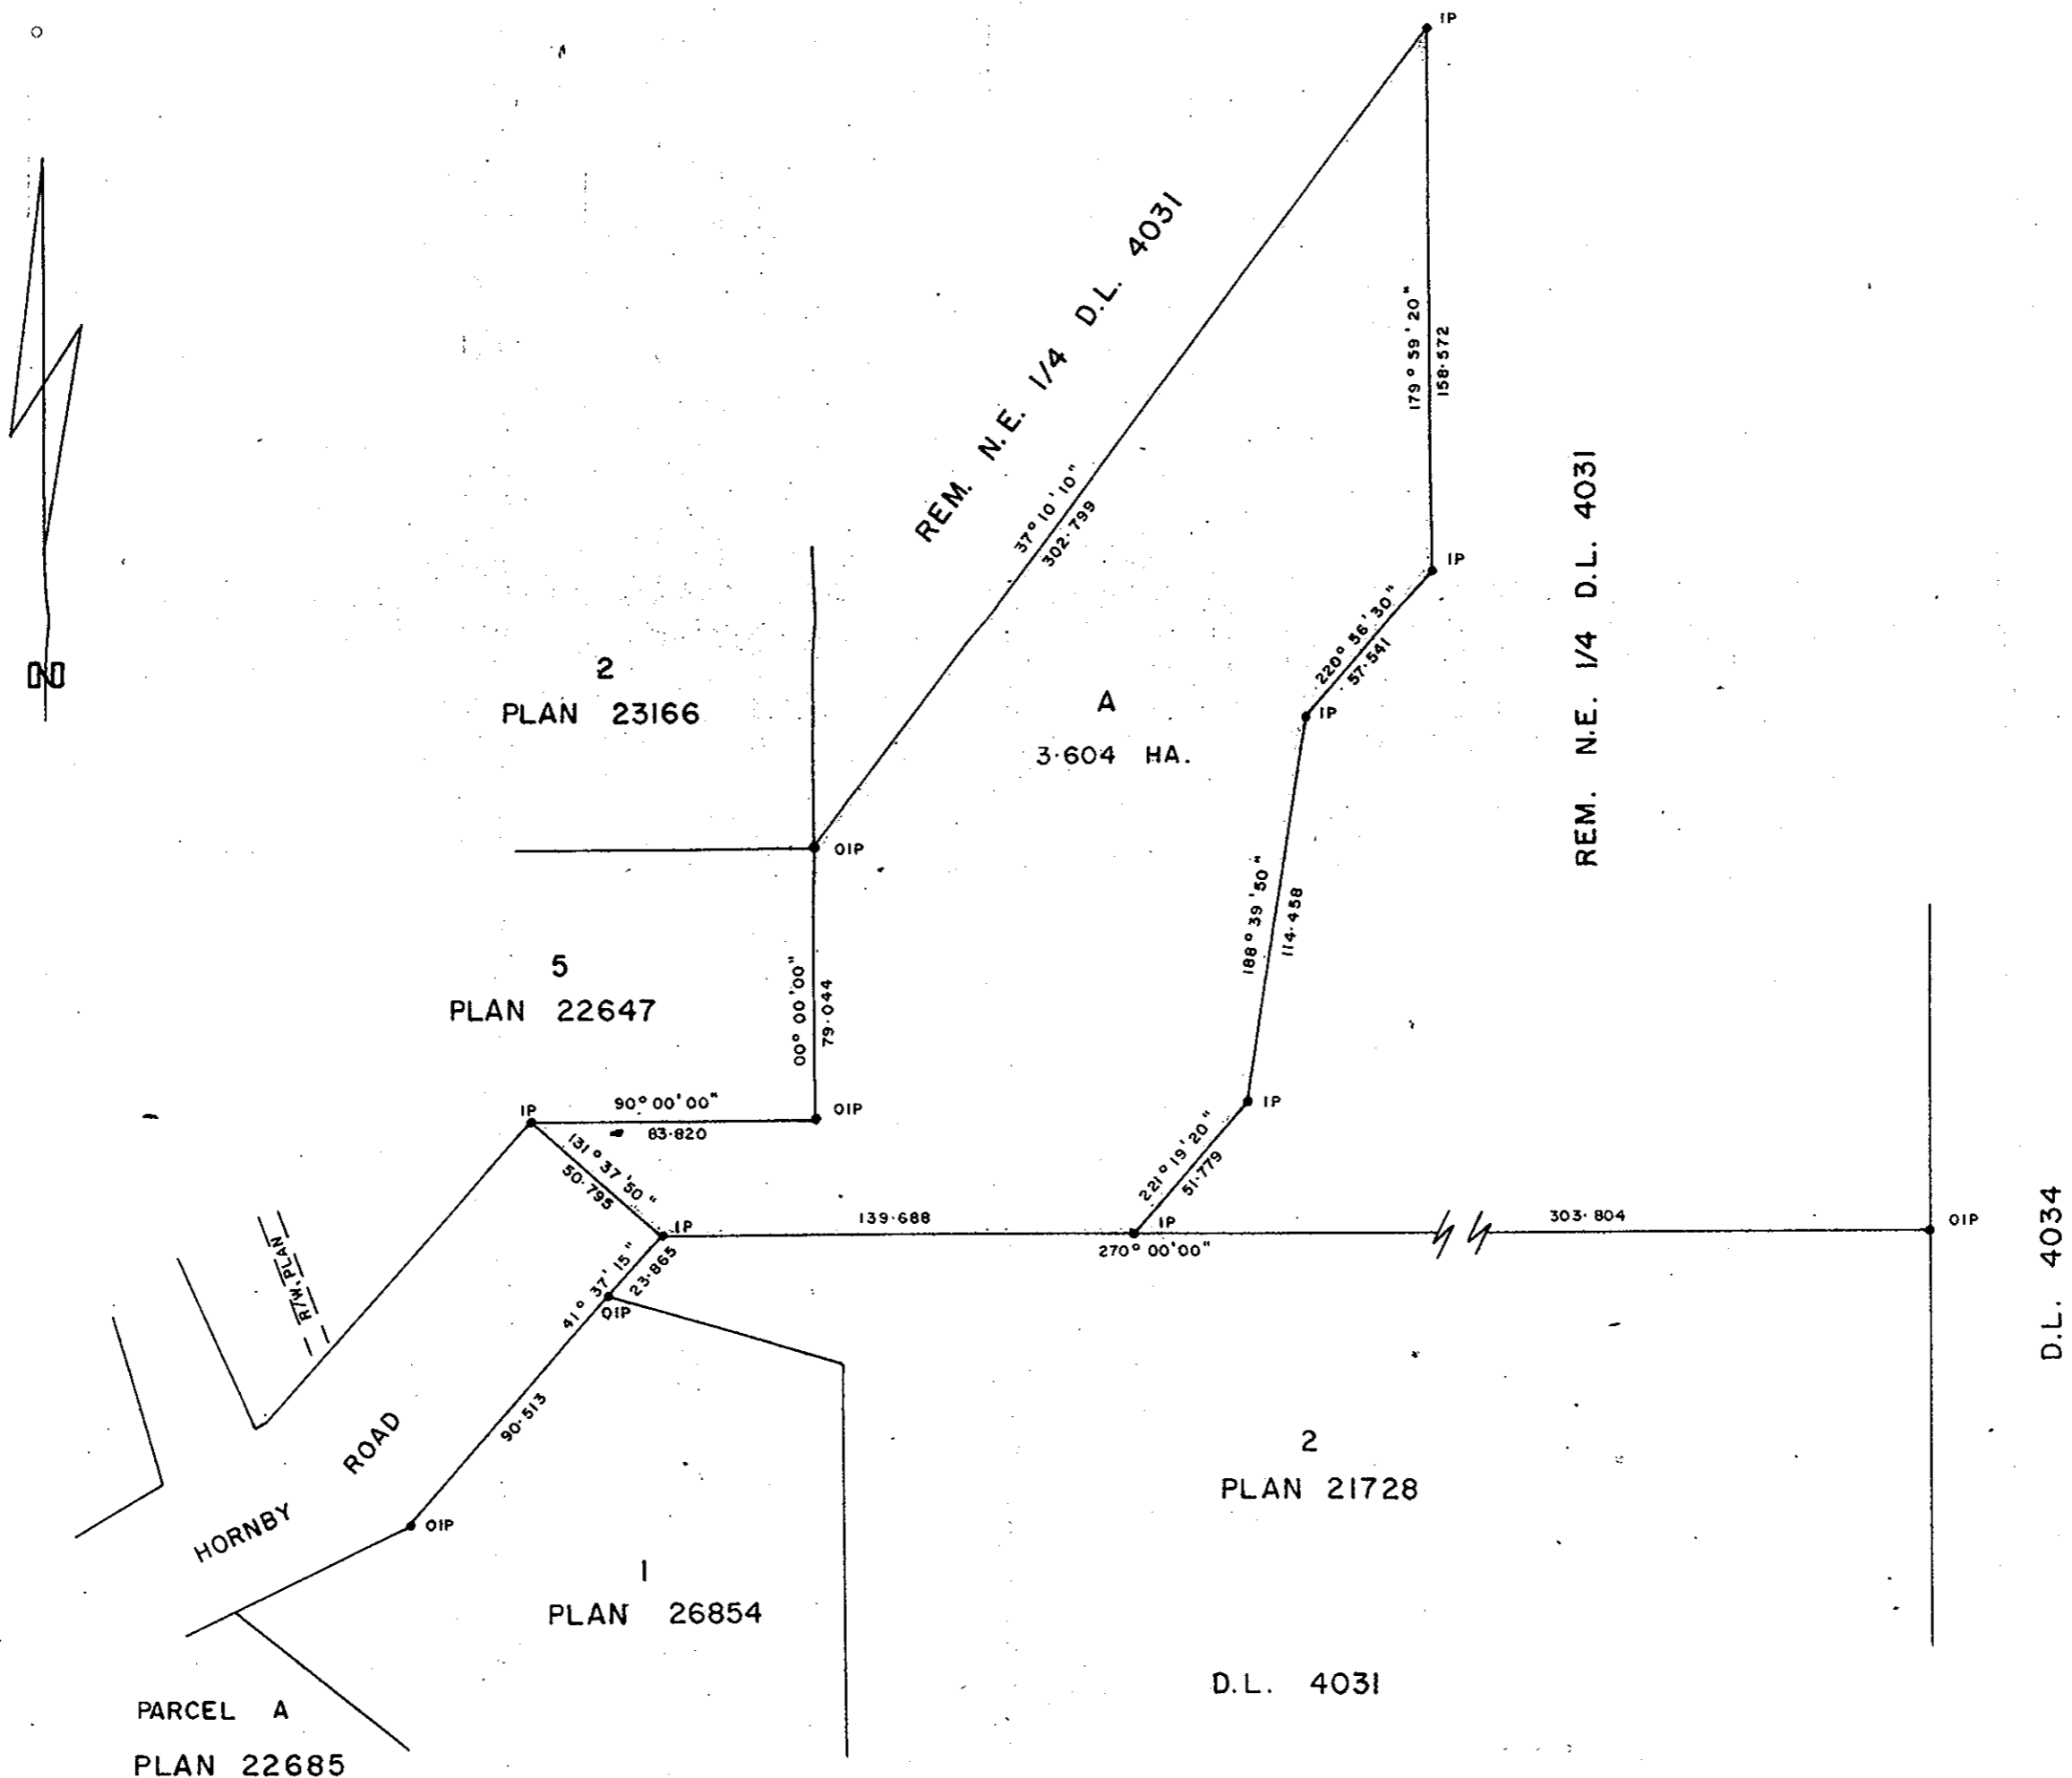 IP
REM. N.E. 1/4 D.L. 4031
179° 59' 20"
158·572
37° 10' 10"
302·799
REM. N.E. 1/4 D.L. 4031
IP
220° 56' 30"
57·541
N
2
PLAN 23166
A
3·604 HA.
IP
OIP
188° 39' 50"
114·458
5
PLAN 22647
00° 00' 00"
79·044
IP
90° 00' 00"
83·820
OIP
IP
131° 37' 50"
50·795
221° 19' 20"
51·779
IP
139·688
IP
270° 00' 00"
303·804
OIP
D.L. 4034
R/W. PLAN
41° 37' 15"
23·865
OIP
90·513
HORNBY ROAD
OIP
2
PLAN 21728
1
PLAN 26854
D.L. 4031
PARCEL A
PLAN 22685